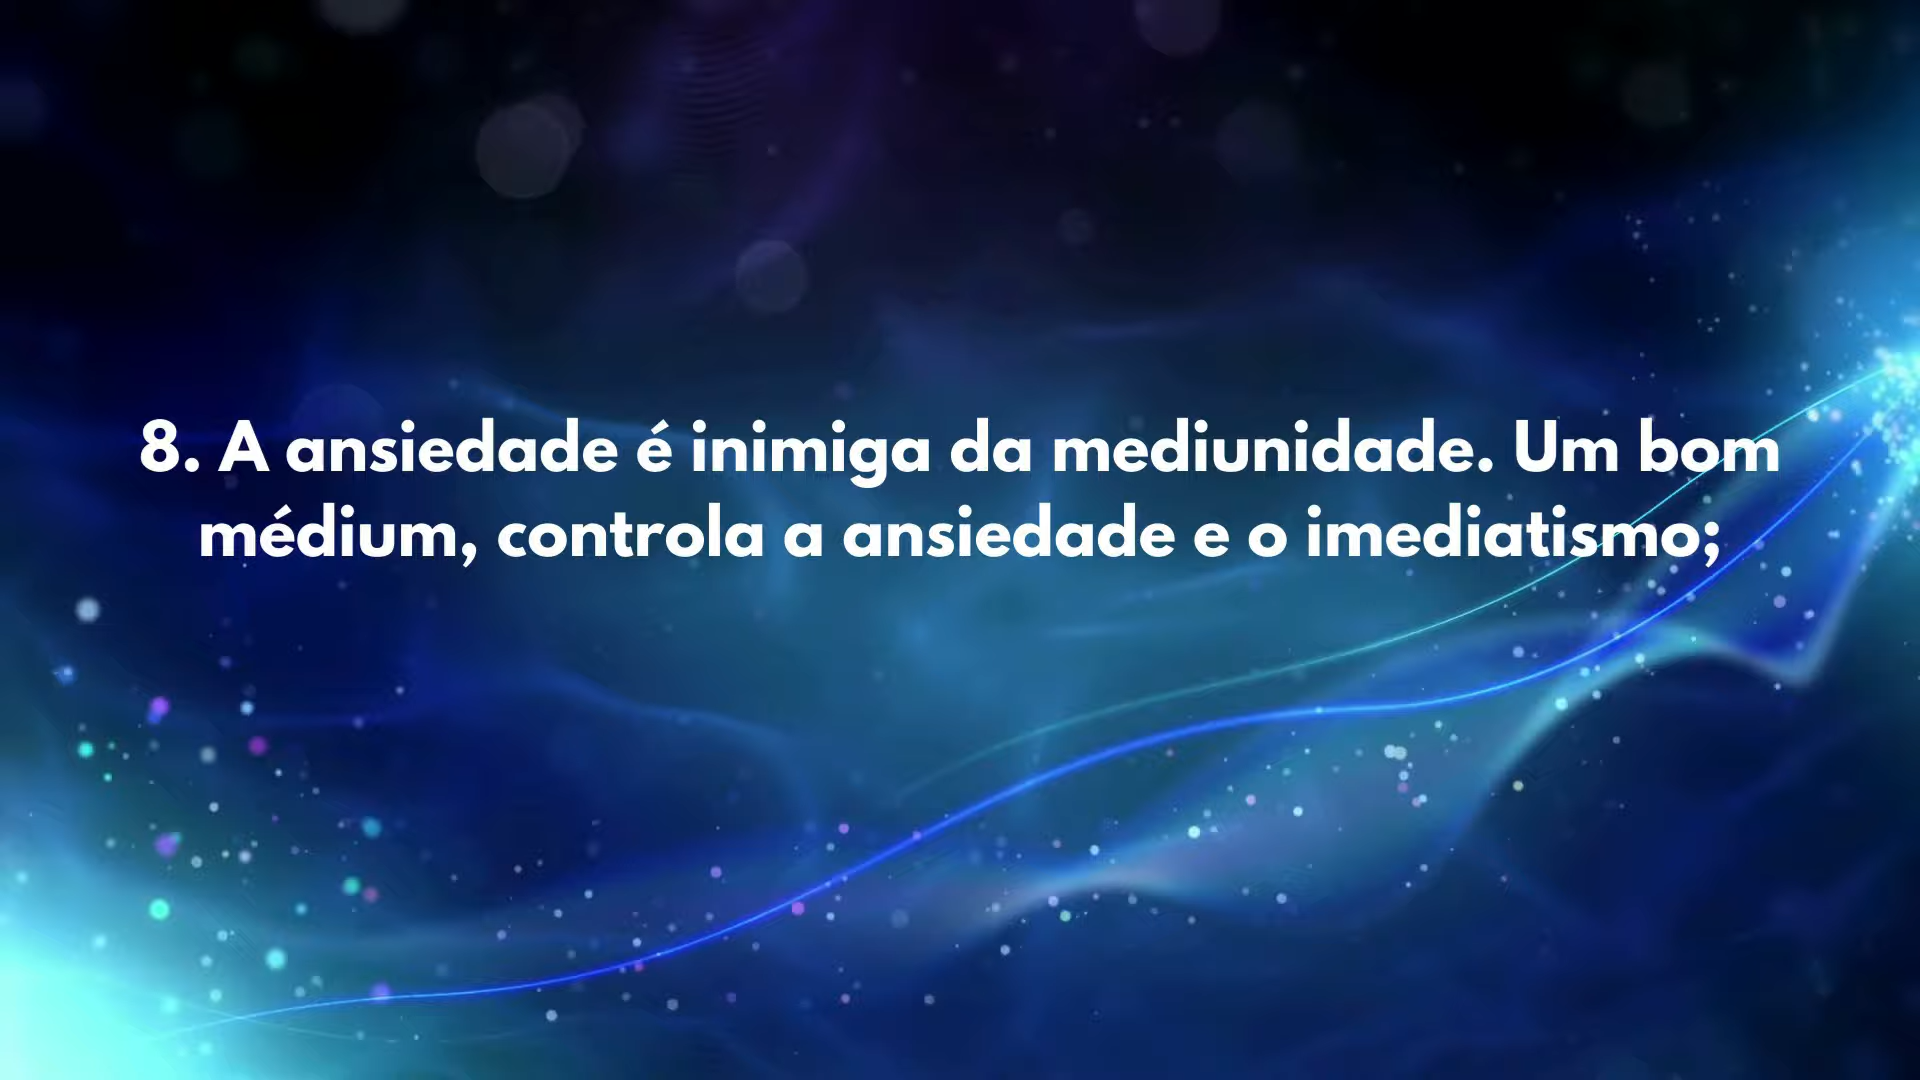 8. A ansiedade é inimiga da mediunidade. Um bom
médium, controla a ansiedade e o imediatismo;